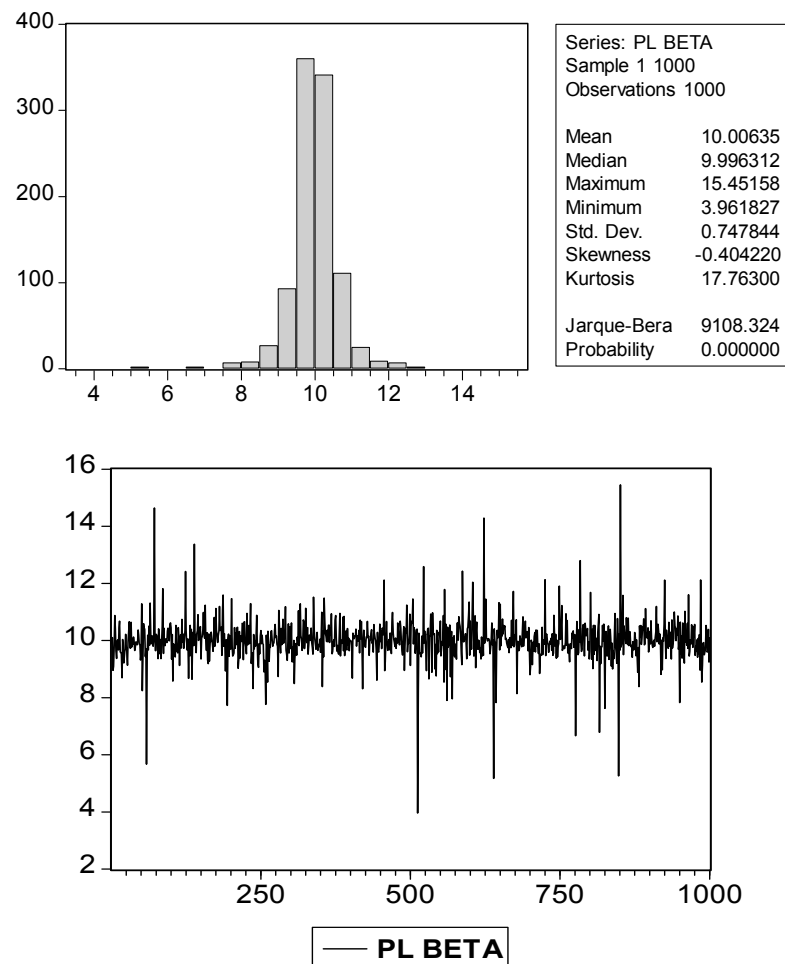 400
300
200
100
0
4 6 8 10 12 14
Series: PL BETA
Sample 1 1000
Observations 1000
Mean 10.00635
Median 9.996312
Maximum 15.45158
Minimum 3.961827
Std. Dev. 0.747844
Skewness -0.404220
Kurtosis 17.76300
Jarque-Bera 9108.324
Probability 0.000000
16
14
12
10
8
6
4
2
250 500 750 1000
PL BETA